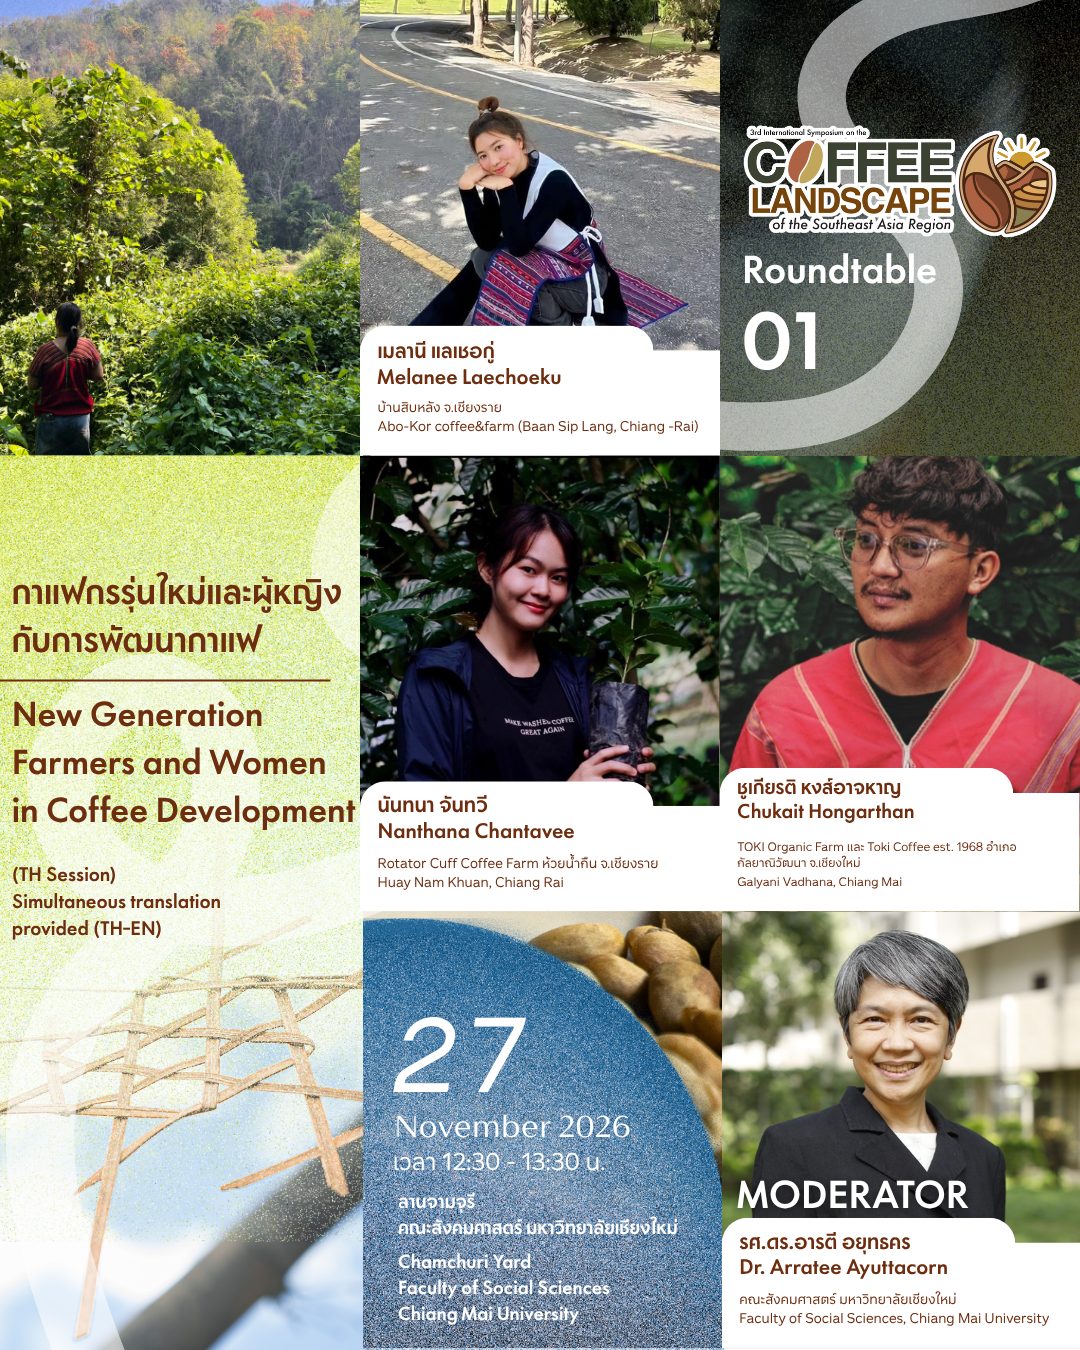 3rd International Symposium on the
COFFEE
LANDSCAPE
of the Southeast Asia Region
Roundtable
01
เมลานี แลเชอกู่
Melanee Laechoeku
บ้านสิบหลัง จ.เชียงราย
Abo-Kor coffee&farm (Baan Sip Lang, Chiang -Rai)
กาแฟกรรุ่นใหม่และผู้หญิง
กับการพัฒนากาแฟ
New Generation
Farmers and Women
in Coffee Development
(TH Session)
Simultaneous translation
provided (TH-EN)
MAKE WASHED COFFEE
GREAT AGAIN
นันทนา จันทวี
Nanthana Chantavee
Rotator Cuff Coffee Farm ห้วยน้ำกืน จ.เชียงราย
Huay Nam Khuan, Chiang Rai
ชูเกียรติ หงส์อาจหาญ
Chukait Hongarthan
TOKI Organic Farm และ Toki Coffee est. 1968 อำเภอ
กัลยาณิวัฒนา จ.เชียงใหม่
Galyani Vadhana, Chiang Mai
27
November 2026
เวลา 12:30 - 13:30 น.
ลานจามจุรี
คณะสังคมศาสตร์ มหาวิทยาลัยเชียงใหม่
Chamchuri Yard
Faculty of Social Sciences
Chiang Mai University
MODERATOR
รศ.ดร.อารตี อยุทธคร
Dr. Arratee Ayuttacorn
คณะสังคมศาสตร์ มหาวิทยาลัยเชียงใหม่
Faculty of Social Sciences, Chiang Mai University